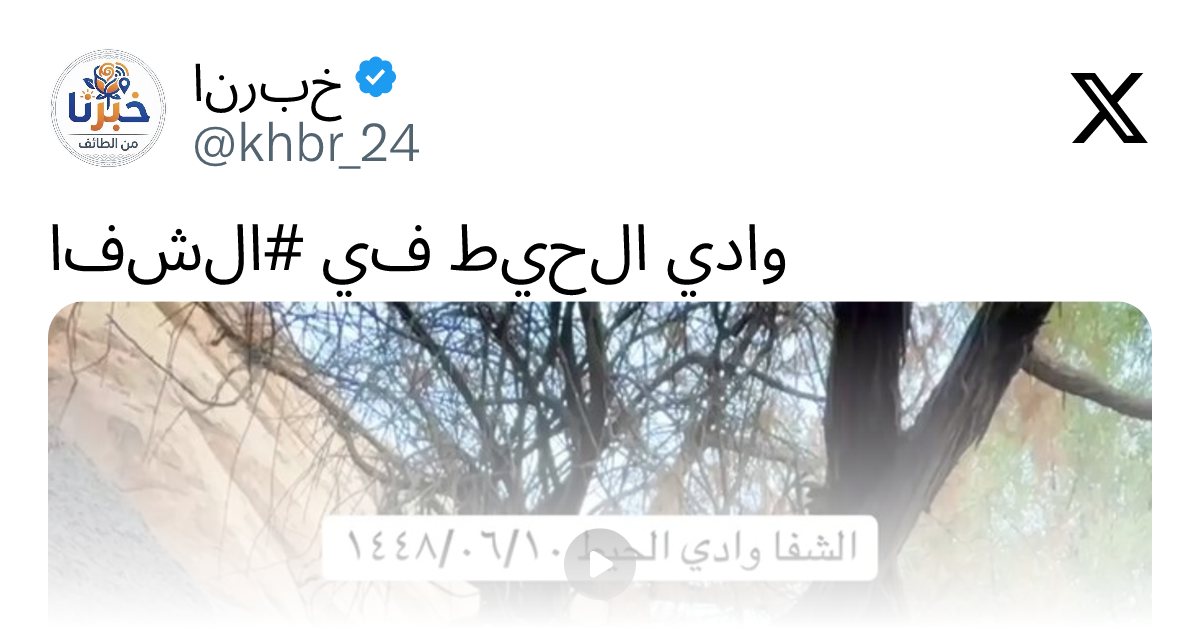 خبرنا
من الطائف
خبرنا
@khbr_24
وادي الحيط في #الشفا
الشفا وادي الحيط ١٤٤٨/٠٦/١٠